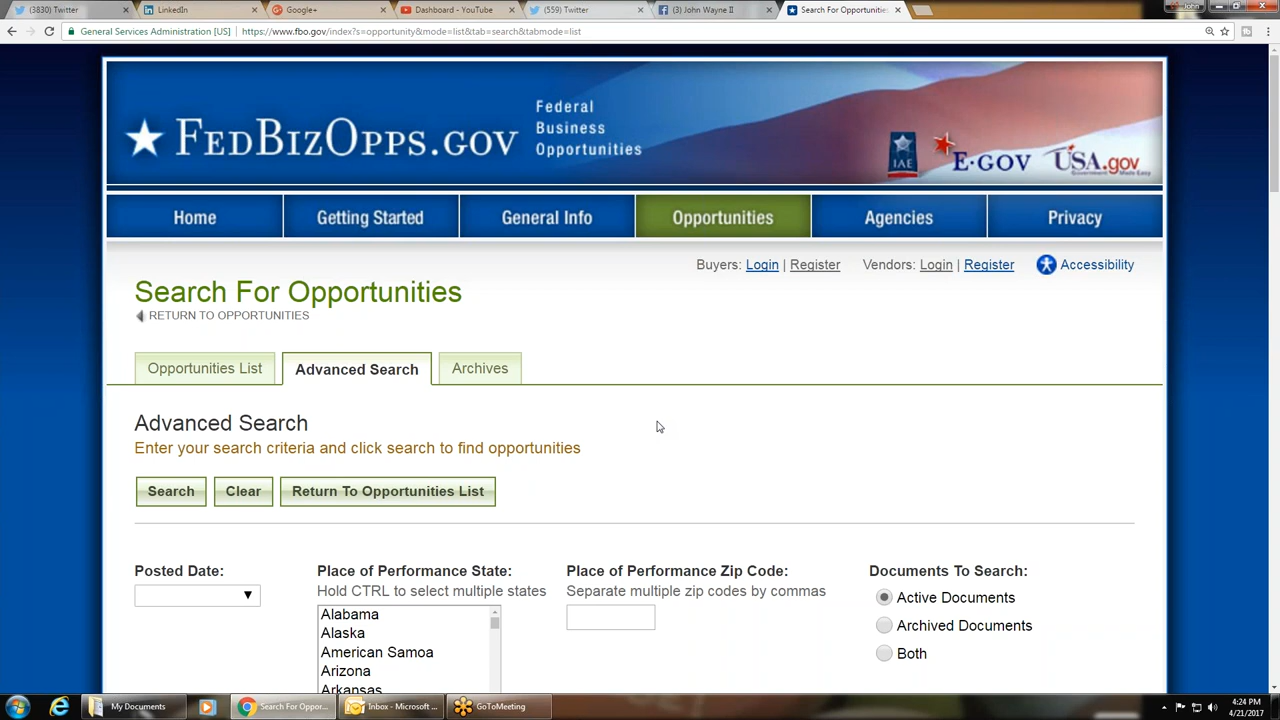 (3830) Twitter
LinkedIn
Google+
Dashboard - YouTube
(559) Twitter
(3) John Wayne II
Search For Opportunitie
John
General Services Administration [US]
https://www.fbo.gov/index?s=opportunity&mode=list&tab=search&tabmode=list
FEDBIZOPPS.GOV
Federal
Business
Opportunities
IAE
E-GOV
USA.gov
Government Made Easy
Home
Getting Started
General Info
Opportunities
Agencies
Privacy
Buyers: Login | Register
Vendors: Login | Register
Accessibility
Search For Opportunities
RETURN TO OPPORTUNITIES
Opportunities List
Advanced Search
Archives
Advanced Search
Enter your search criteria and click search to find opportunities
Search
Clear
Return To Opportunities List
Posted Date:
Place of Performance State:
Hold CTRL to select multiple states
Alabama
Alaska
American Samoa
Arizona
Arkansas
Place of Performance Zip Code:
Separate multiple zip codes by commas
Documents To Search:
Active Documents
Archived Documents
Both
My Documents
Search For Oppor...
Inbox - Microsoft ...
GoToMeeting
4:24 PM
4/21/2017